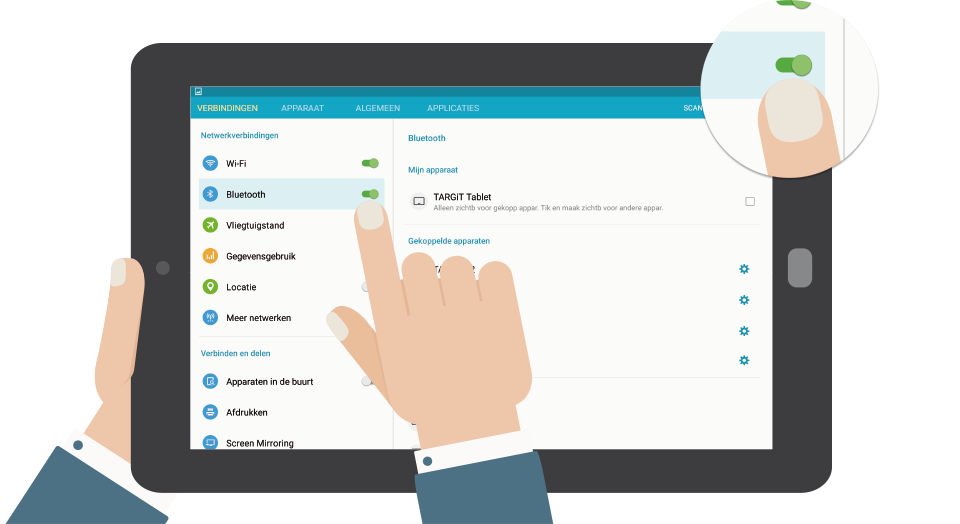 VERBINDINGEN APPARAAT ALGEMEEN APPLICATIES SCAN
Netwerkverbindingen
Wi-Fi
Bluetooth
Vliegtuigstand
Gegevensgebruik
Locatie
Meer netwerken
Verbinden en delen
Apparaten in de buurt
Afdrukken
Screen Mirroring
Bluetooth
Mijn apparaat
TARGIT Tablet
Alleen zichtb voor gekopp appar. Tik en maak zichtb voor andere appar.
Gekoppelde apparaten